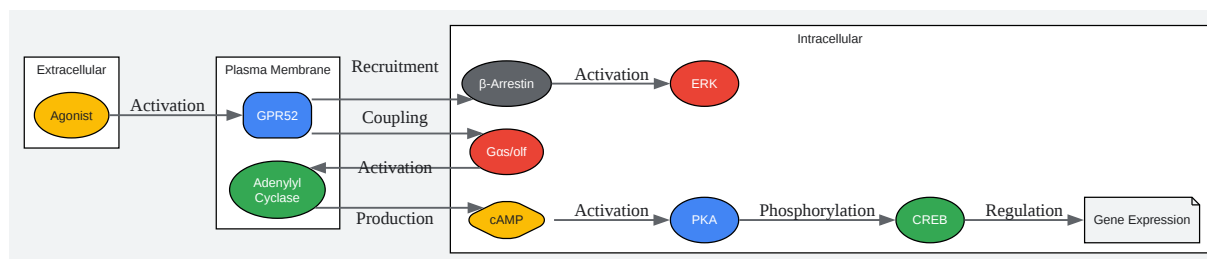 Intracellular
Extracellular
Plasma Membrane
Agonist
Activation
GPR52
Recruitment
β-Arrestin
Activation
ERK
Coupling
Gαs/olf
Activation
Adenylyl
Cyclase
Production
cAMP
Activation
PKA
Phosphorylation
CREB
Regulation
Gene Expression